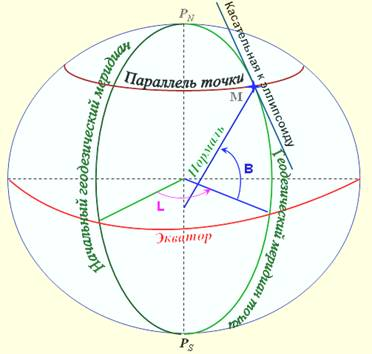 P_N
Касательная к эллипсоиду
Начальный геодезический меридиан
Параллель точки
M
Нормаль
B
L
Геодезический меридиан точки
Экватор
P_S